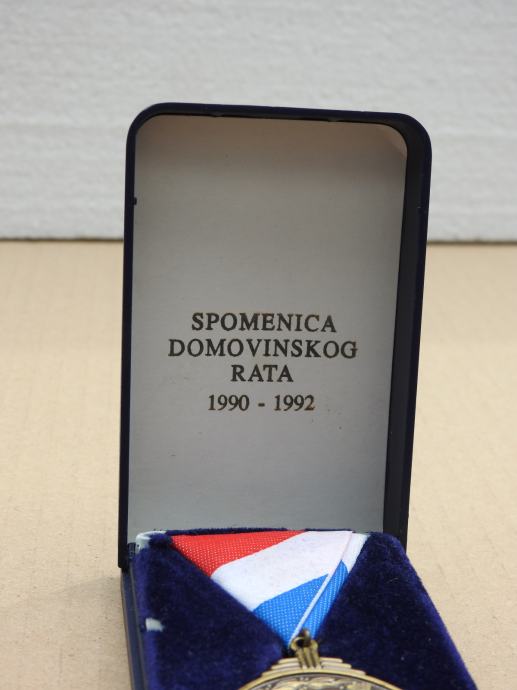 SPOMENICA
DOMOVINSKOG
RATA
1990 - 1992